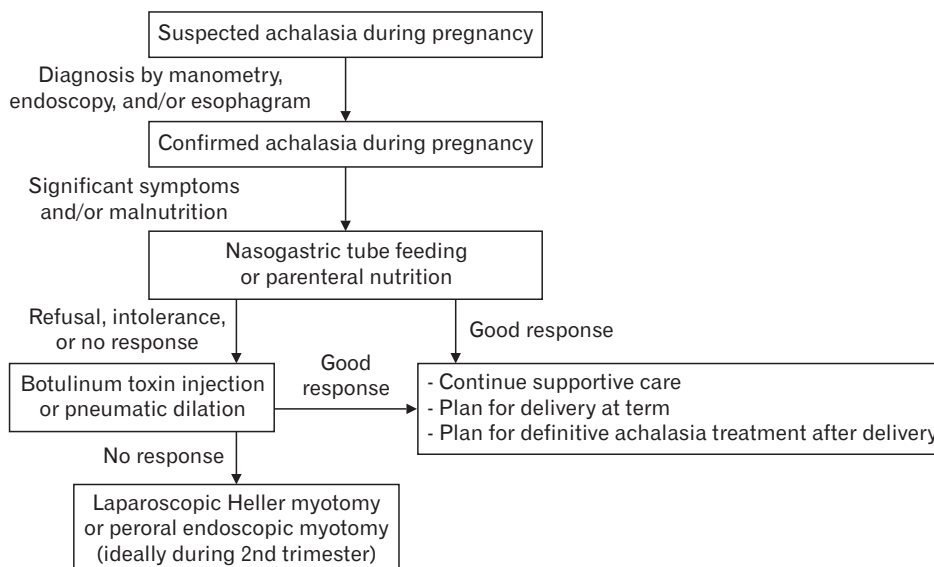 Suspected achalasia during pregnancy
Diagnosis by manometry,
endoscopy, and/or esophagram
Confirmed achalasia during pregnancy
Significant symptoms
and/or malnutrition
Nasogastric tube feeding
or parenteral nutrition
Refusal, intolerance,
or no response
Good response
Botulinum toxin injection
or pneumatic dilation
Good
response
- Continue supportive care
- Plan for delivery at term
- Plan for definitive achalasia treatment after delivery
No response
Laparoscopic Heller myotomy
or peroral endoscopic myotomy
(ideally during 2nd trimester)